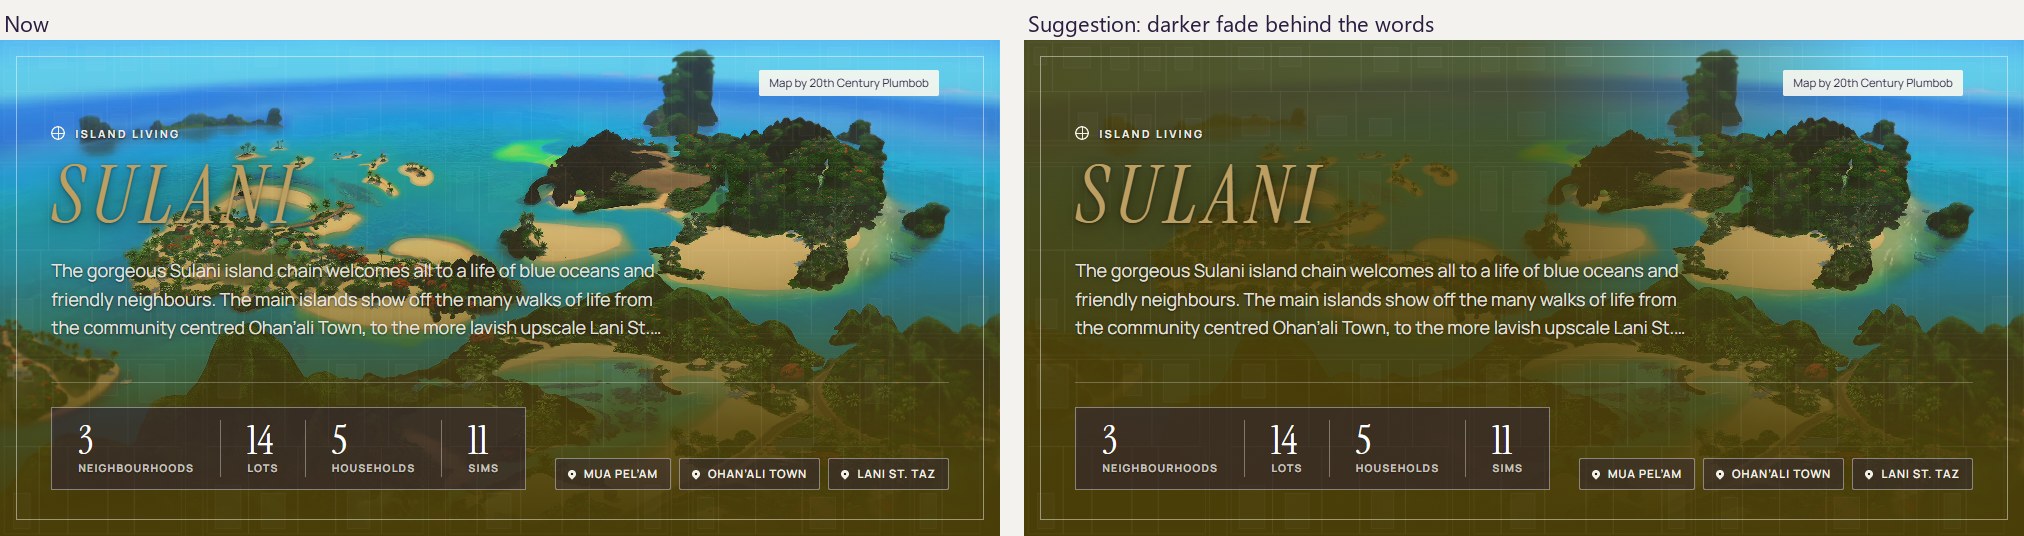 Now
Map by 20th Century Plumbob
ISLAND LIVING
SULANI
The gorgeous Sulani island chain welcomes all to a life of blue oceans and
friendly neighbours. The main islands show off the many walks of life from
the community centred Ohan’ali Town, to the more lavish upscale Lani St....
3 14 5 11
NEIGHBOURHOODS LOTS HOUSEHOLDS SIMS
MUA PEL’AM OHAN’ALI TOWN LANI ST. TAZ
Suggestion: darker fade behind the words
Map by 20th Century Plumbob
ISLAND LIVING
SULANI
The gorgeous Sulani island chain welcomes all to a life of blue oceans and
friendly neighbours. The main islands show off the many walks of life from
the community centred Ohan’ali Town, to the more lavish upscale Lani St....
3 14 5 11
NEIGHBOURHOODS LOTS HOUSEHOLDS SIMS
MUA PEL’AM OHAN’ALI TOWN LANI ST. TAZ